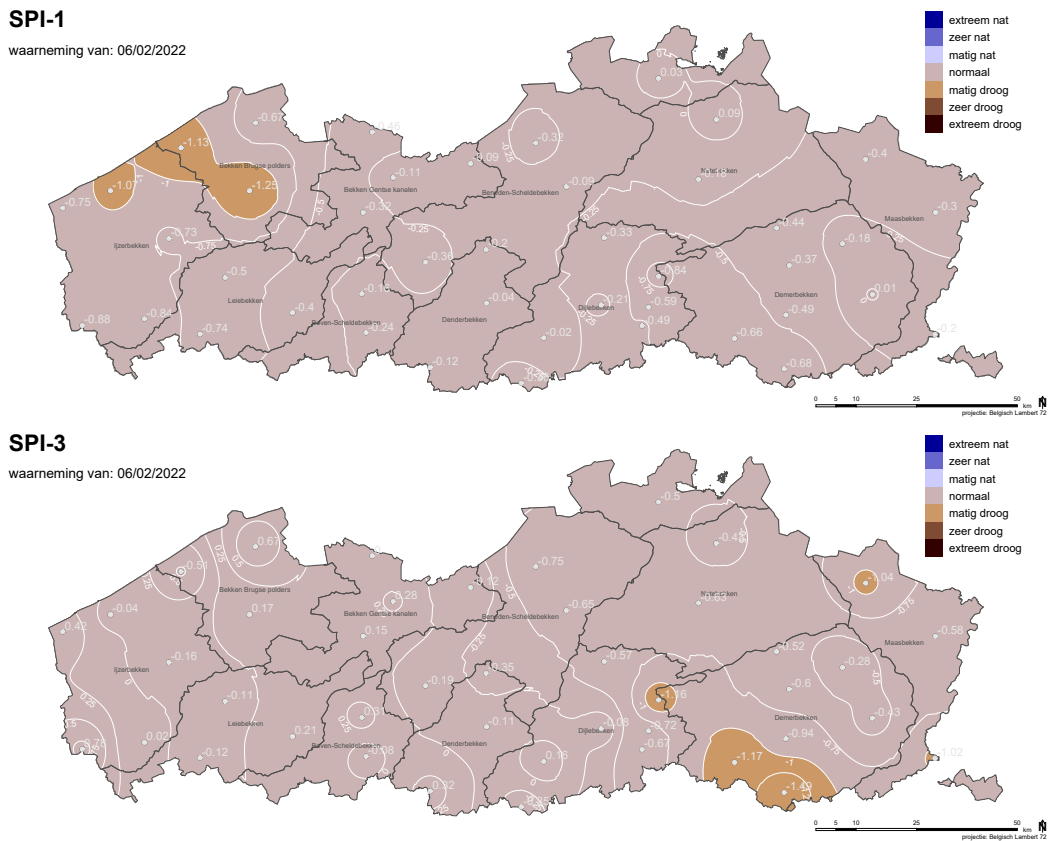 SPI-1
waarneming van: 06/02/2022
extreem nat
zeer nat
matig nat
normaal
matig droog
zeer droog
extreem droog
0.03
0.09
-0.67
-1.13
-0.32
-0.4
Bekken Brugse polders
-0.11
-1.07
-1.25
Bekken Gentse kanalen
-0.09
Beneden-Scheldebekken
-0.75
-0.32
-0.3
Maasbekken
-0.73
-0.33
-0.44
-0.18
Ijzerbekken
-0.75
-0.25
-0.36
-0.37
-0.84
-0.5
Leiebekken
-0.04
Demerbekken
0.01
-0.4
-0.59
-0.49
-0.49
-0.88
-0.74
-0.24
Denderbekken
-0.02
-0.66
-0.2
-0.12
-0.68
0 5 10 25 50
km
projectie: Belgisch Lambert 72
SPI-3
waarneming van: 06/02/2022
extreem nat
zeer nat
matig nat
normaal
matig droog
zeer droog
extreem droog
-0.5
0.67
-0.51
-0.75
-1.04
Bekken Brugse polders
0.28
0.12
-0.04
0.17
Bekken Gentse kanalen
Beneden-Scheldebekken
-0.65
0.42
0.15
-0.58
Maasbekken
-0.16
-0.57
-0.52
-0.28
Ijzerbekken
0.35
-0.19
-0.6
-1.16
-0.11
Leiebekken
-0.11
Demerbekken
-0.43
0.21
-0.08
-0.72
-0.94
0.02
-0.12
Denderbekken
0.16
-0.67
-1.17
-1.02
0.32
0 5 10 25 50
km
projectie: Belgisch Lambert 72